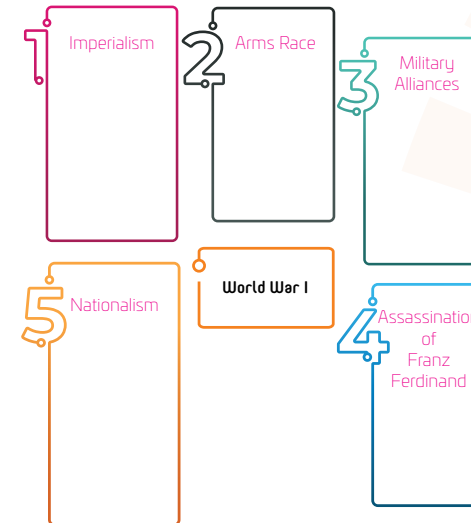 1
Imperialism
2
Arms Race
3
Military
Alliances
5
Nationalism
World War I
4
Assassination
of
Franz
Ferdinand